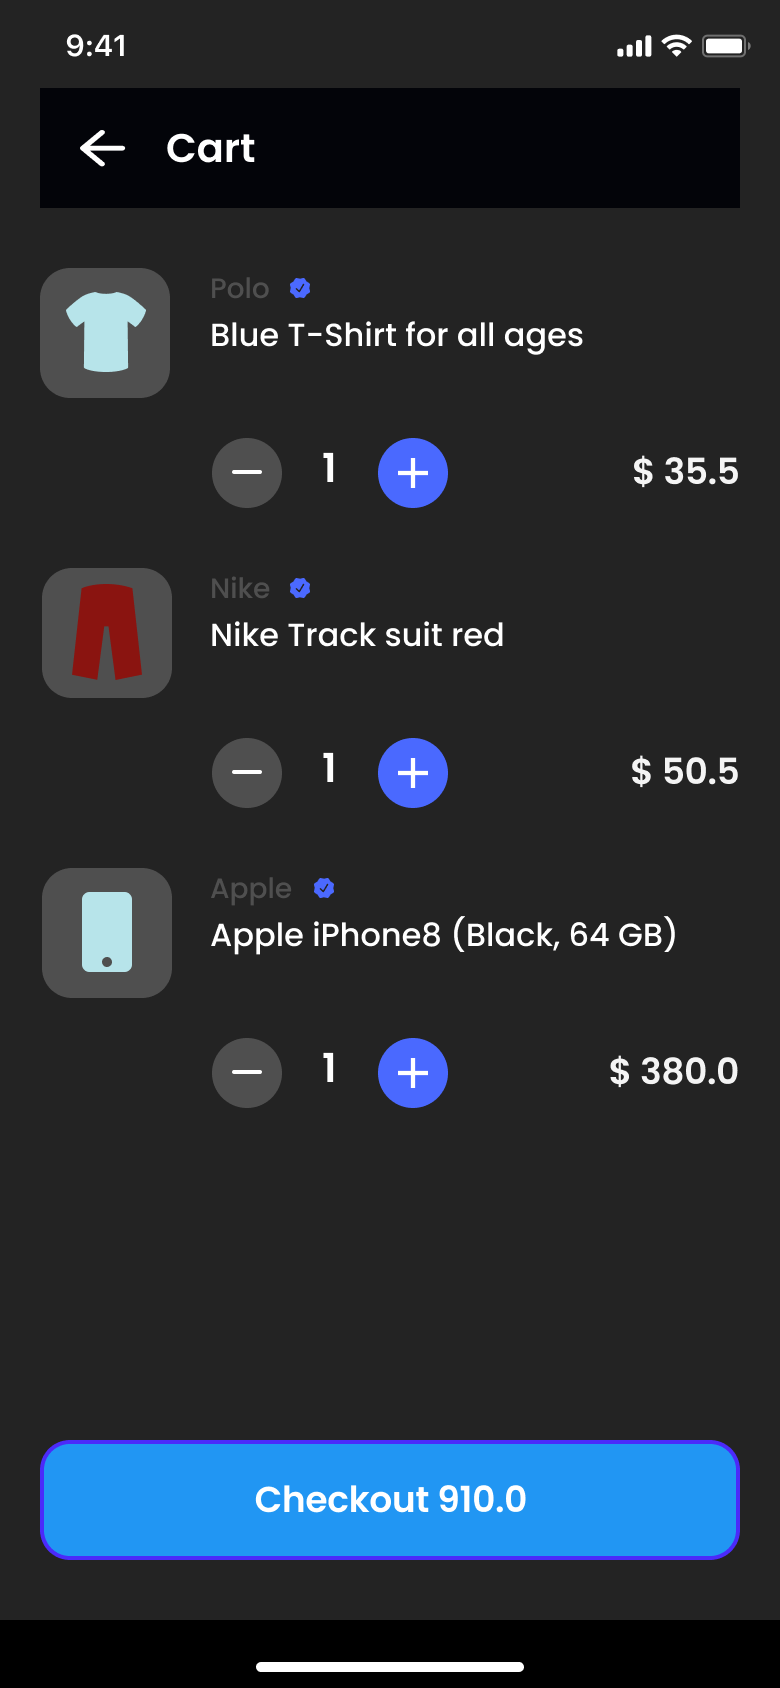 9:41
Cart
Polo
Blue T-Shirt for all ages
1
$ 35.5
Nike
Nike Track suit red
1
$ 50.5
Apple
Apple iPhone8 (Black, 64 GB)
1
$ 380.0
Checkout 910.0